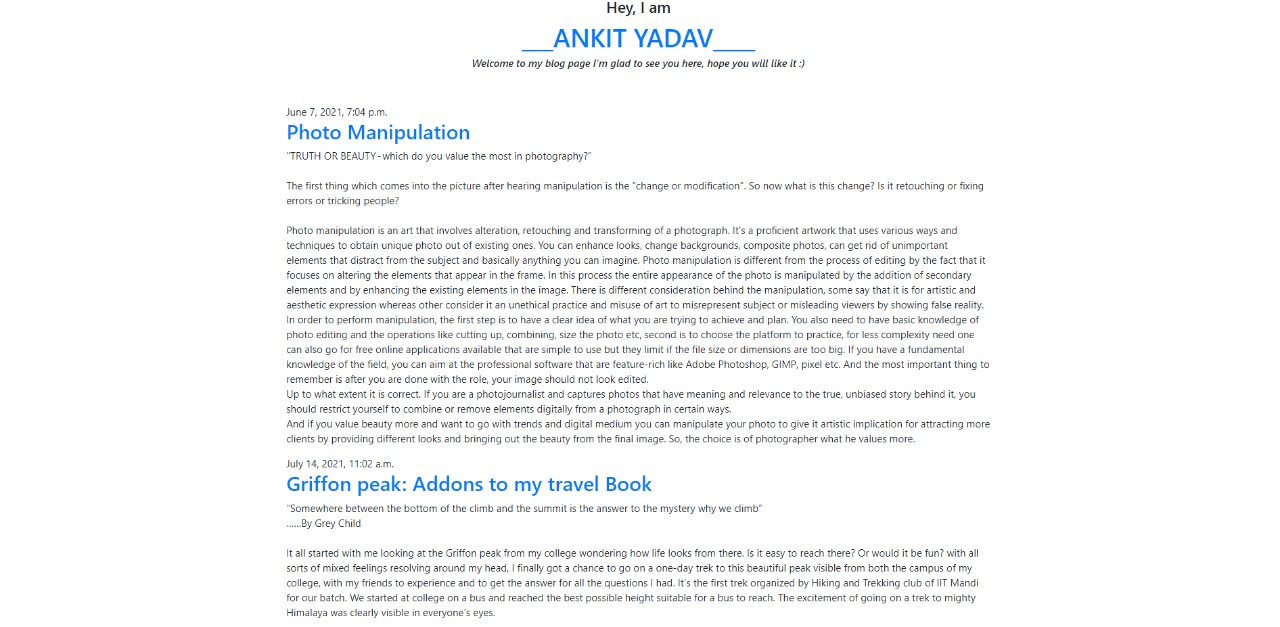 Hey, I am
___ANKIT YADAV____
Welcome to my blog page I'm glad to see you here, hope you will like it :)
June 7, 2021, 7:04 p.m.
Photo Manipulation
"TRUTH OR BEAUTY - which do you value the most in photography?"
The first thing which comes into the picture after hearing manipulation is the "change or modification". So now what is this change? Is it retouching or fixing
errors or tricking people?
Photo manipulation is an art that involves alteration, retouching and transforming of a photograph. It's a proficient artwork that uses various ways and
techniques to obtain unique photo out of existing ones. You can enhance looks, change backgrounds, composite photos, can get rid of unimportant
elements that distract from the subject and basically anything you can imagine. Photo manipulation is different from the process of editing by the fact that it
focuses on altering the elements that appear in the frame. In this process the entire appearance of the photo is manipulated by the addition of secondary
elements and by enhancing the existing elements in the image. There is different consideration behind the manipulation, some say that it is for artistic and
aesthetic expression whereas other consider it an unethical practice and misuse of art to misrepresent subject or misleading viewers by showing false reality.
In order to perform manipulation, the first step is to have a clear idea of what you are trying to achieve and plan. You also need to have basic knowledge of
photo editing and the operations like cutting up, combining, size the photo etc, second is to choose the platform to practice, for less complexity need one
can also go for free online applications available that are simple to use but they limit if the file size or dimensions are too big. If you have a fundamental
knowledge of the field, you can aim at the professional software that are feature-rich like Adobe Photoshop, GIMP, pixel etc. And the most important thing to
remember is after you are done with the role, your image should not look edited.
Up to what extent it is correct. If you are a photojournalist and captures photos that have meaning and relevance to the true, unbiased story behind it, you
should restrict yourself to combine or remove elements digitally from a photograph in certain ways.
And if you value beauty more and want to go with trends and digital medium you can manipulate your photo to give it artistic implication for attracting more
clients by providing different looks and bringing out the beauty from the final image. So, the choice is of photographer what he values more.
July 14, 2021, 11:02 a.m.
Griffon peak: Addons to my travel Book
"Somewhere between the bottom of the climb and the summit is the answer to the mystery why we climb"
......By Grey Child
It all started with me looking at the Griffon peak from my college wondering how life looks from there. Is it easy to reach there? Or would it be fun? with all
sorts of mixed feelings resolving around my head, I finally got a chance to go on a one-day trek to this beautiful peak visible from both the campus of my
college, with my friends to experience and to get the answer for all the questions I had. It's the first trek organized by Hiking and Trekking club of IIT Mandi
for our batch. We started at college on a bus and reached the best possible height suitable for a bus to reach. The excitement of going on a trek to mighty
Himalaya was clearly visible in everyone's eyes.